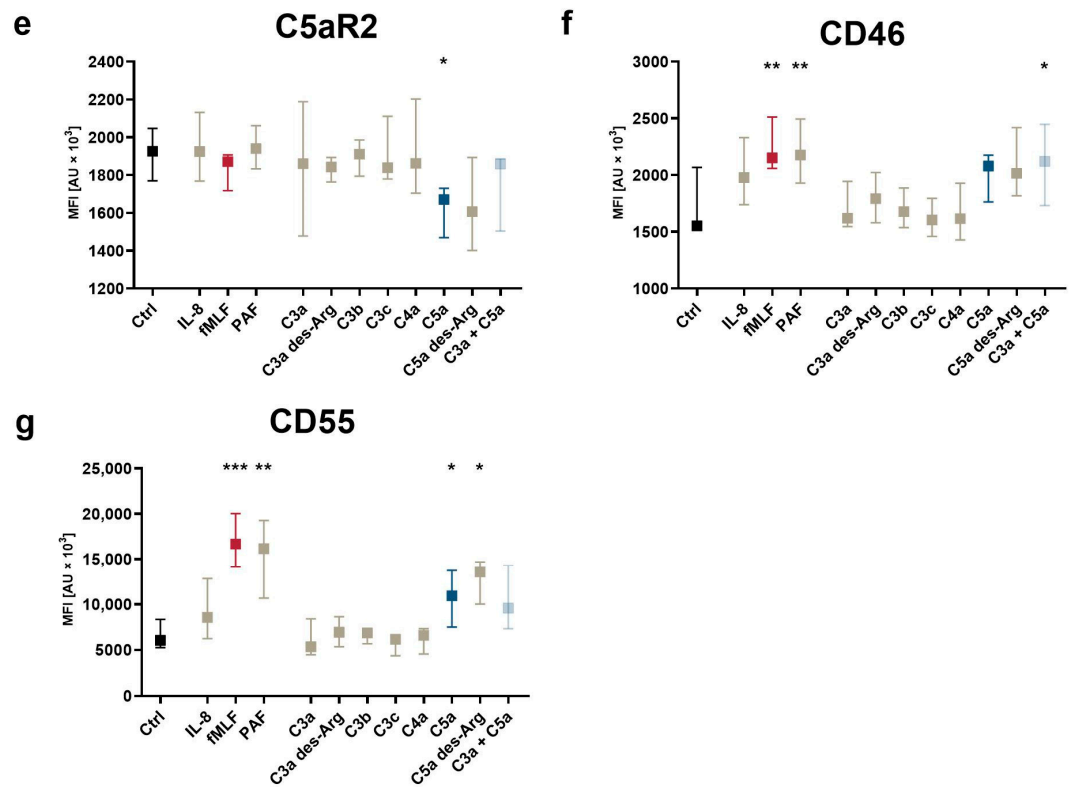 e
C5aR2
MFI [AU × 10³]
2400
2200
2000
1800
1600
1400
1200
*
Ctrl
IL-8
fMLF
PAF
C3a
C3a des-Arg
C3b
C3c
C4a
C5a
C5a des-Arg
C3a + C5a
f
CD46
MFI [AU × 10³]
3000
2500
2000
1500
1000
**
**
*
Ctrl
IL-8
fMLF
PAF
C3a
C3a des-Arg
C3b
C3c
C4a
C5a
C5a des-Arg
C3a + C5a
g
CD55
MFI [AU × 10³]
25,000
20,000
15,000
10,000
5000
0
***
**
*
*
Ctrl
IL-8
fMLF
PAF
C3a
C3a des-Arg
C3b
C3c
C4a
C5a
C5a des-Arg
C3a + C5a